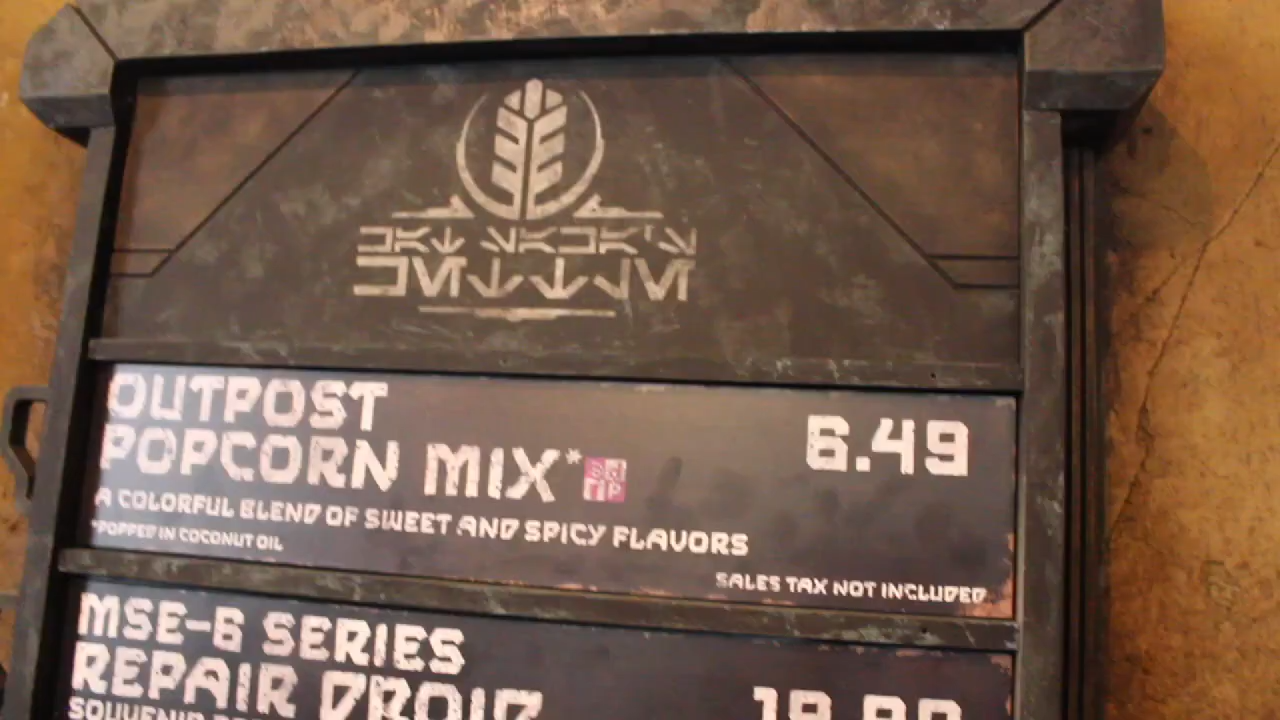 OUTPOST
POPCORN MIX*
6.49
A COLORFUL BLEND OF SWEET AND SPICY FLAVORS
*POPPED IN COCONUT OIL
SALES TAX NOT INCLUDED
MSE-6 SERIES
REPAIR DROID
SOUVENIR